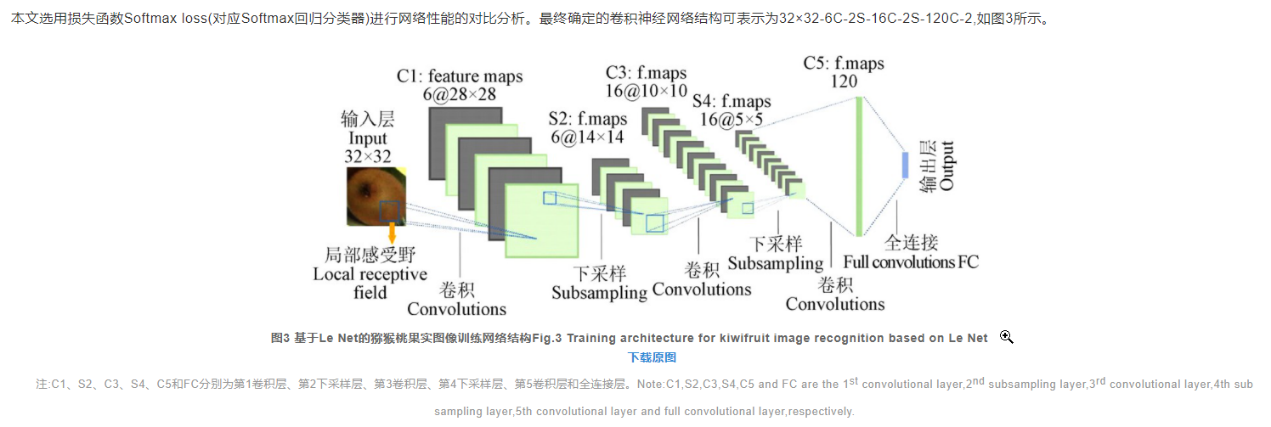 本文选用损失函数Softmax loss(对应Softmax回归分类器)进行网络性能的对比分析。最终确定的卷积神经网络结构可表示为32×32-6C-2S-16C-2S-120C-2,如图3所示。
输入层
Input
32×32
C1: feature maps
6@28×28
S2: f.maps
6@14×14
C3: f.maps
16@10×10
S4: f.maps
16@5×5
C5: f.maps
120
输出层
Output
局部感受野
Local receptive
field
卷积
Convolutions
下采样
Subsampling
卷积
Convolutions
下采样
Subsampling
卷积
Convolutions
全连接
Full convolutions FC
图3 基于Le Net的猕猴桃果实图像训练网络结构Fig.3 Training architecture for kiwifruit image recognition based on Le Net
下载原图
注:C1、S2、C3、S4、C5和FC分别为第1卷积层、第2下采样层、第3卷积层、第4下采样层、第5卷积层和全连接层。Note:C1,S2,C3,S4,C5 and FC are the 1st convolutional layer,2nd subsampling layer,3rd convolutional layer,4th sub
sampling layer,5th convolutional layer and full convolutional layer,respectively.